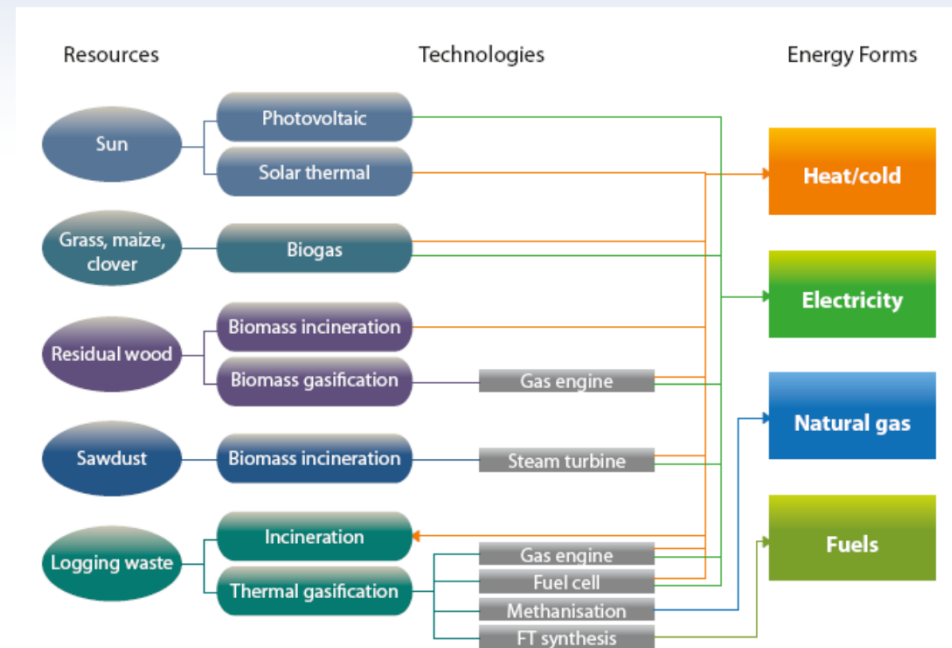 Resources
Technologies
Energy Forms
Sun
Photovoltaic
Solar thermal
Heat/cold
Grass, maize,
clover
Biogas
Electricity
Residual wood
Biomass incineration
Biomass gasification
Gas engine
Natural gas
Sawdust
Biomass incineration
Steam turbine
Logging waste
Incineration
Thermal gasification
Gas engine
Fuel cell
Methanisation
FT synthesis
Fuels